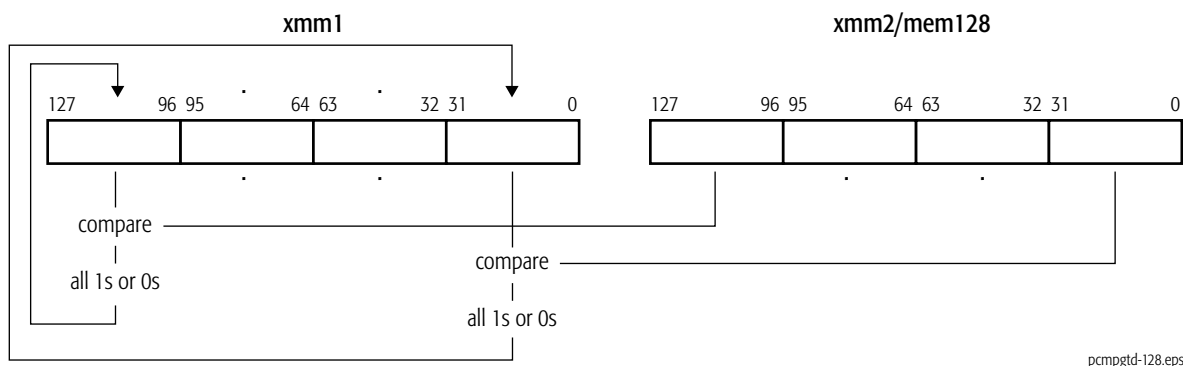 xmm1 xmm2/mem128
. .
127 96 95 64 63 32 31 0 127 96 95 64 63 32 31 0
. . . .
compare
compare
all 1s or 0s
all 1s or 0s
pcmpgtd-128.eps